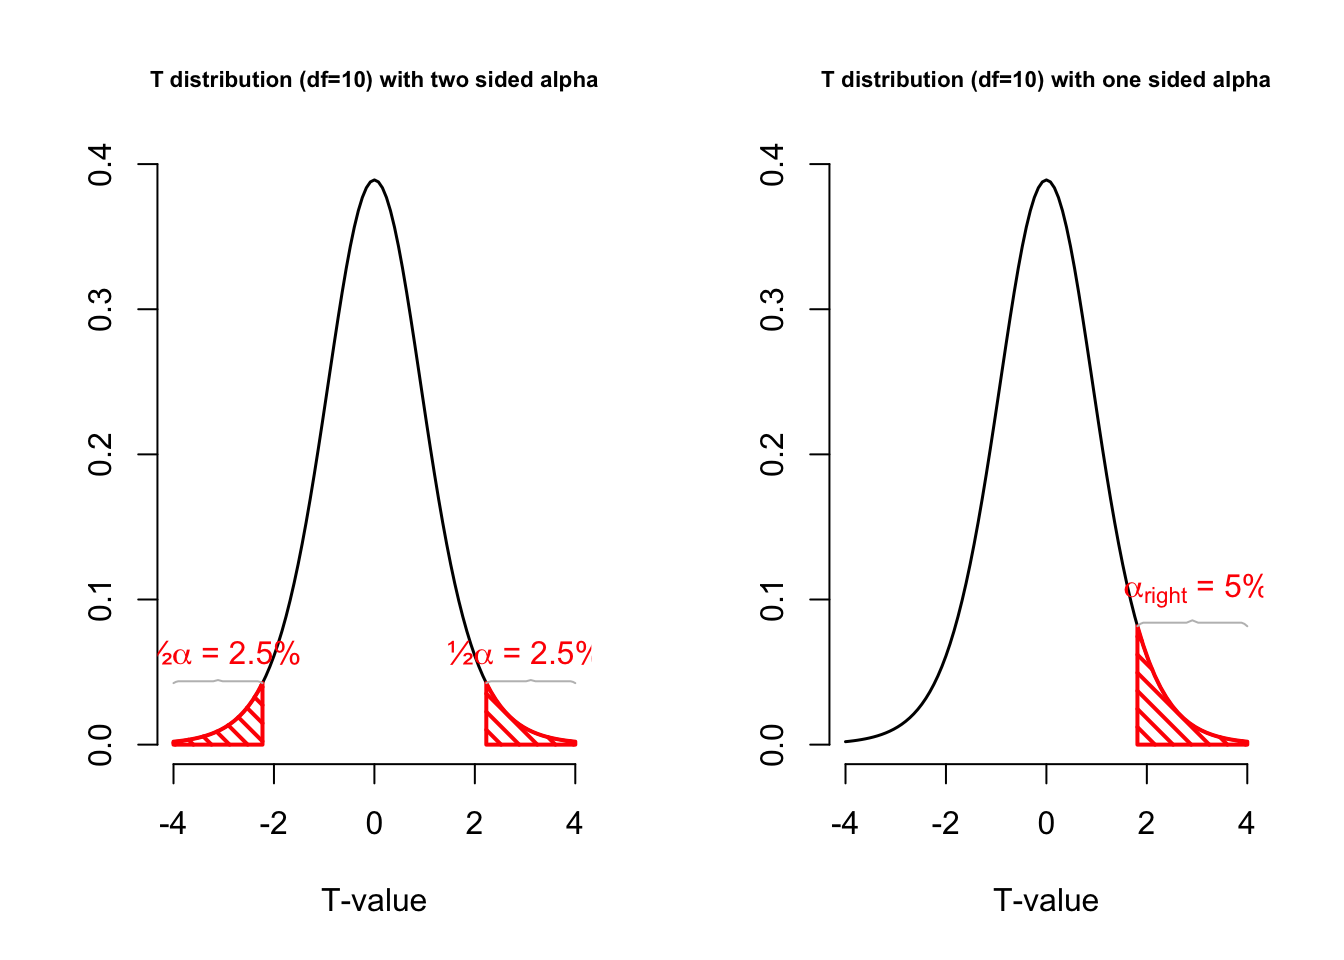 T distribution (df=10) with two sided alpha
0.4
0.3
0.2
0.1
0.0
½α = 2.5%
½α = 2.5%
-4 -2 0 2 4
T-value
T distribution (df=10) with one sided alpha
0.4
0.3
0.2
0.1
0.0
αright = 5%
-4 -2 0 2 4
T-value